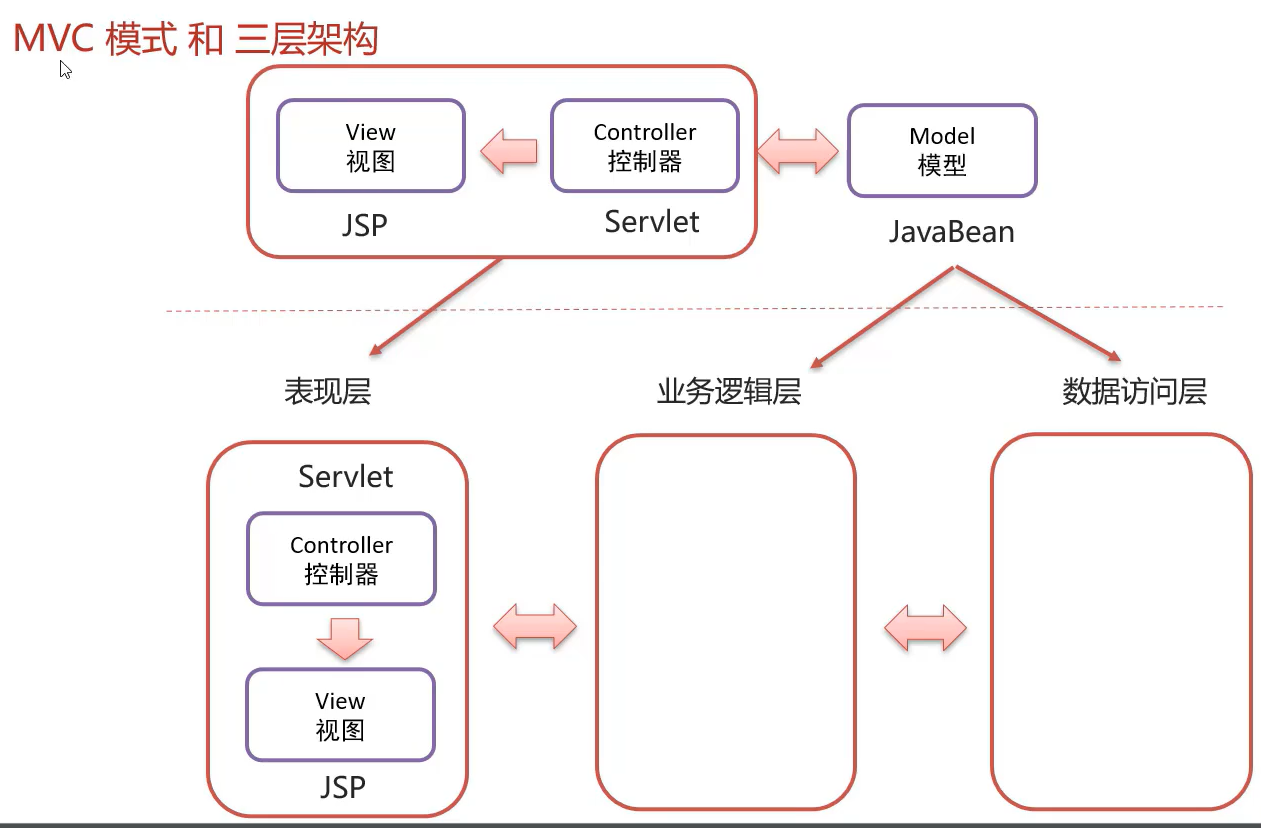 MVC 模式 和 三层架构
View
视图
JSP
Controller
控制器
Servlet
Model
模型
JavaBean
表现层
业务逻辑层
数据访问层
Servlet
Controller
控制器
View
视图
JSP